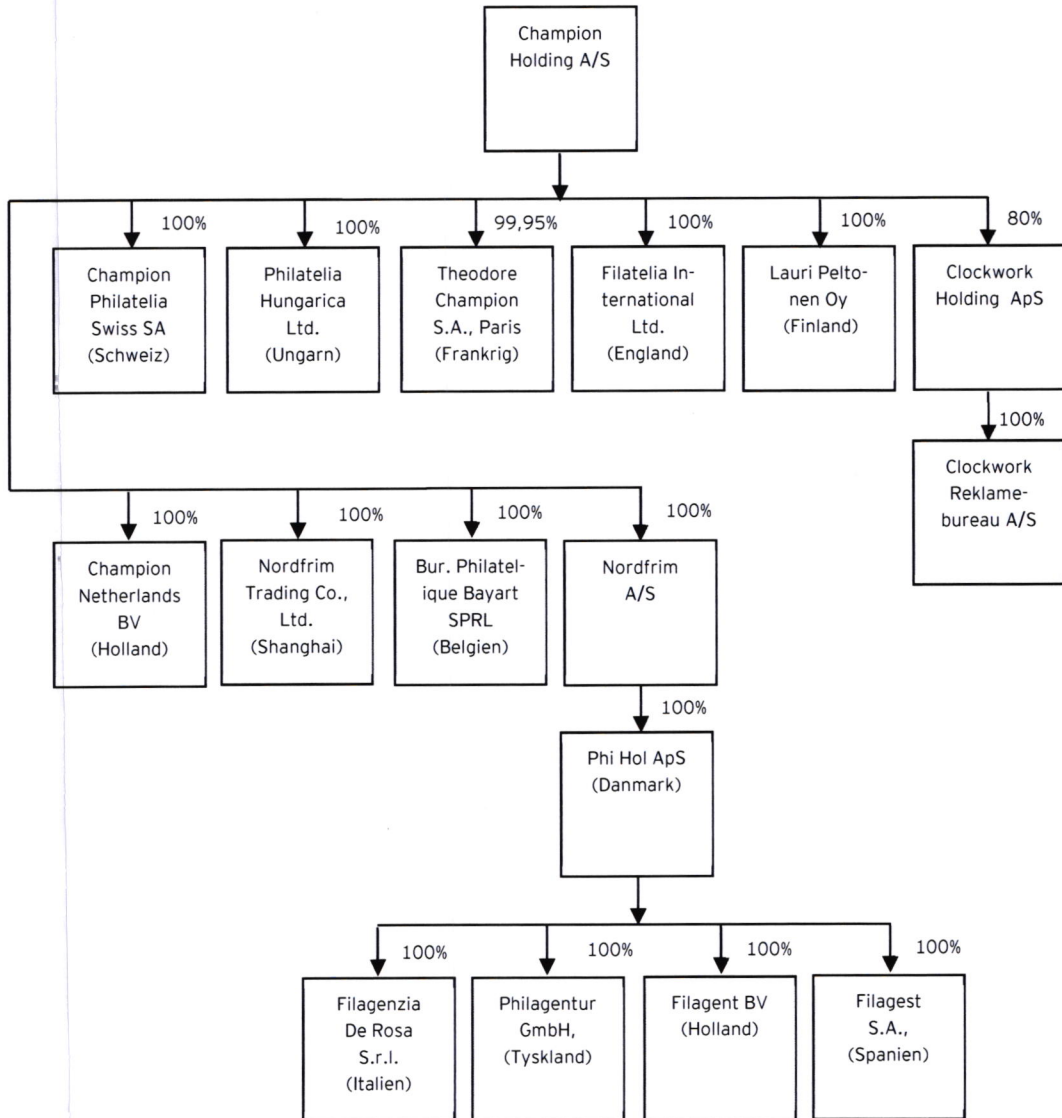 Champion
Holding A/S
100%
100%
99,95%
100%
100%
80%
Champion
Philatelia
Swiss SA
(Schweiz)
Philatelia
Hungarica
Ltd.
(Ungarn)
Theodore
Champion
S.A., Paris
(Frankrig)
Filatelia In-
ternational
Ltd.
(England)
Lauri Pelto-
nen Oy
(Finland)
Clockwork
Holding ApS
100%
Clockwork
Reklame-
bureau A/S
100%
100%
100%
100%
Champion
Netherlands
BV
(Holland)
Nordfrim
Trading Co.,
Ltd.
(Shanghai)
Bur. Philatel-
ique Bayart
SPRL
(Belgien)
Nordfrim
A/S
100%
Phi Hol ApS
(Danmark)
100%
100%
100%
100%
Filagenzia
De Rosa
S.r.l.
(Italien)
Philagentur
GmbH,
(Tyskland)
Filagent BV
(Holland)
Filagest
S.A.,
(Spanien)